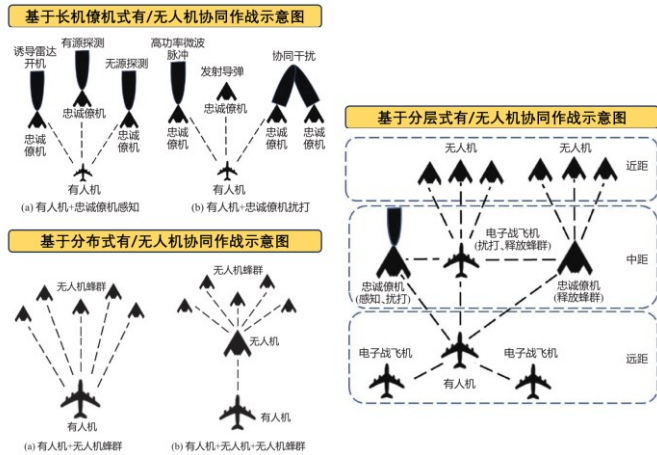 基于长机僚机式有/无人机协同作战示意图
诱导雷达
开机
有源探测
无源探测
忠诚僚机
忠诚
僚机
忠诚
僚机
有人机
(a) 有人机+忠诚僚机感知
高功率微波
脉冲
发射导弹
协同干扰
忠诚僚机
忠诚
僚机
忠诚
僚机
忠诚
僚机
有人机
(b) 有人机+忠诚僚机扰打
基于分布式有/无人机协同作战示意图
无人机蜂群
有人机
(a) 有人机+无人机蜂群
无人机蜂群
无人机
有人机
(b) 有人机+无人机+无人机蜂群
基于分层式有/无人机协同作战示意图
无人机
无人机
近距
电子战飞机
(扰打、释放蜂群)
忠诚僚机
(感知、扰打)
忠诚僚机
(释放蜂群)
中距
电子战飞机
电子战飞机
有人机
远距